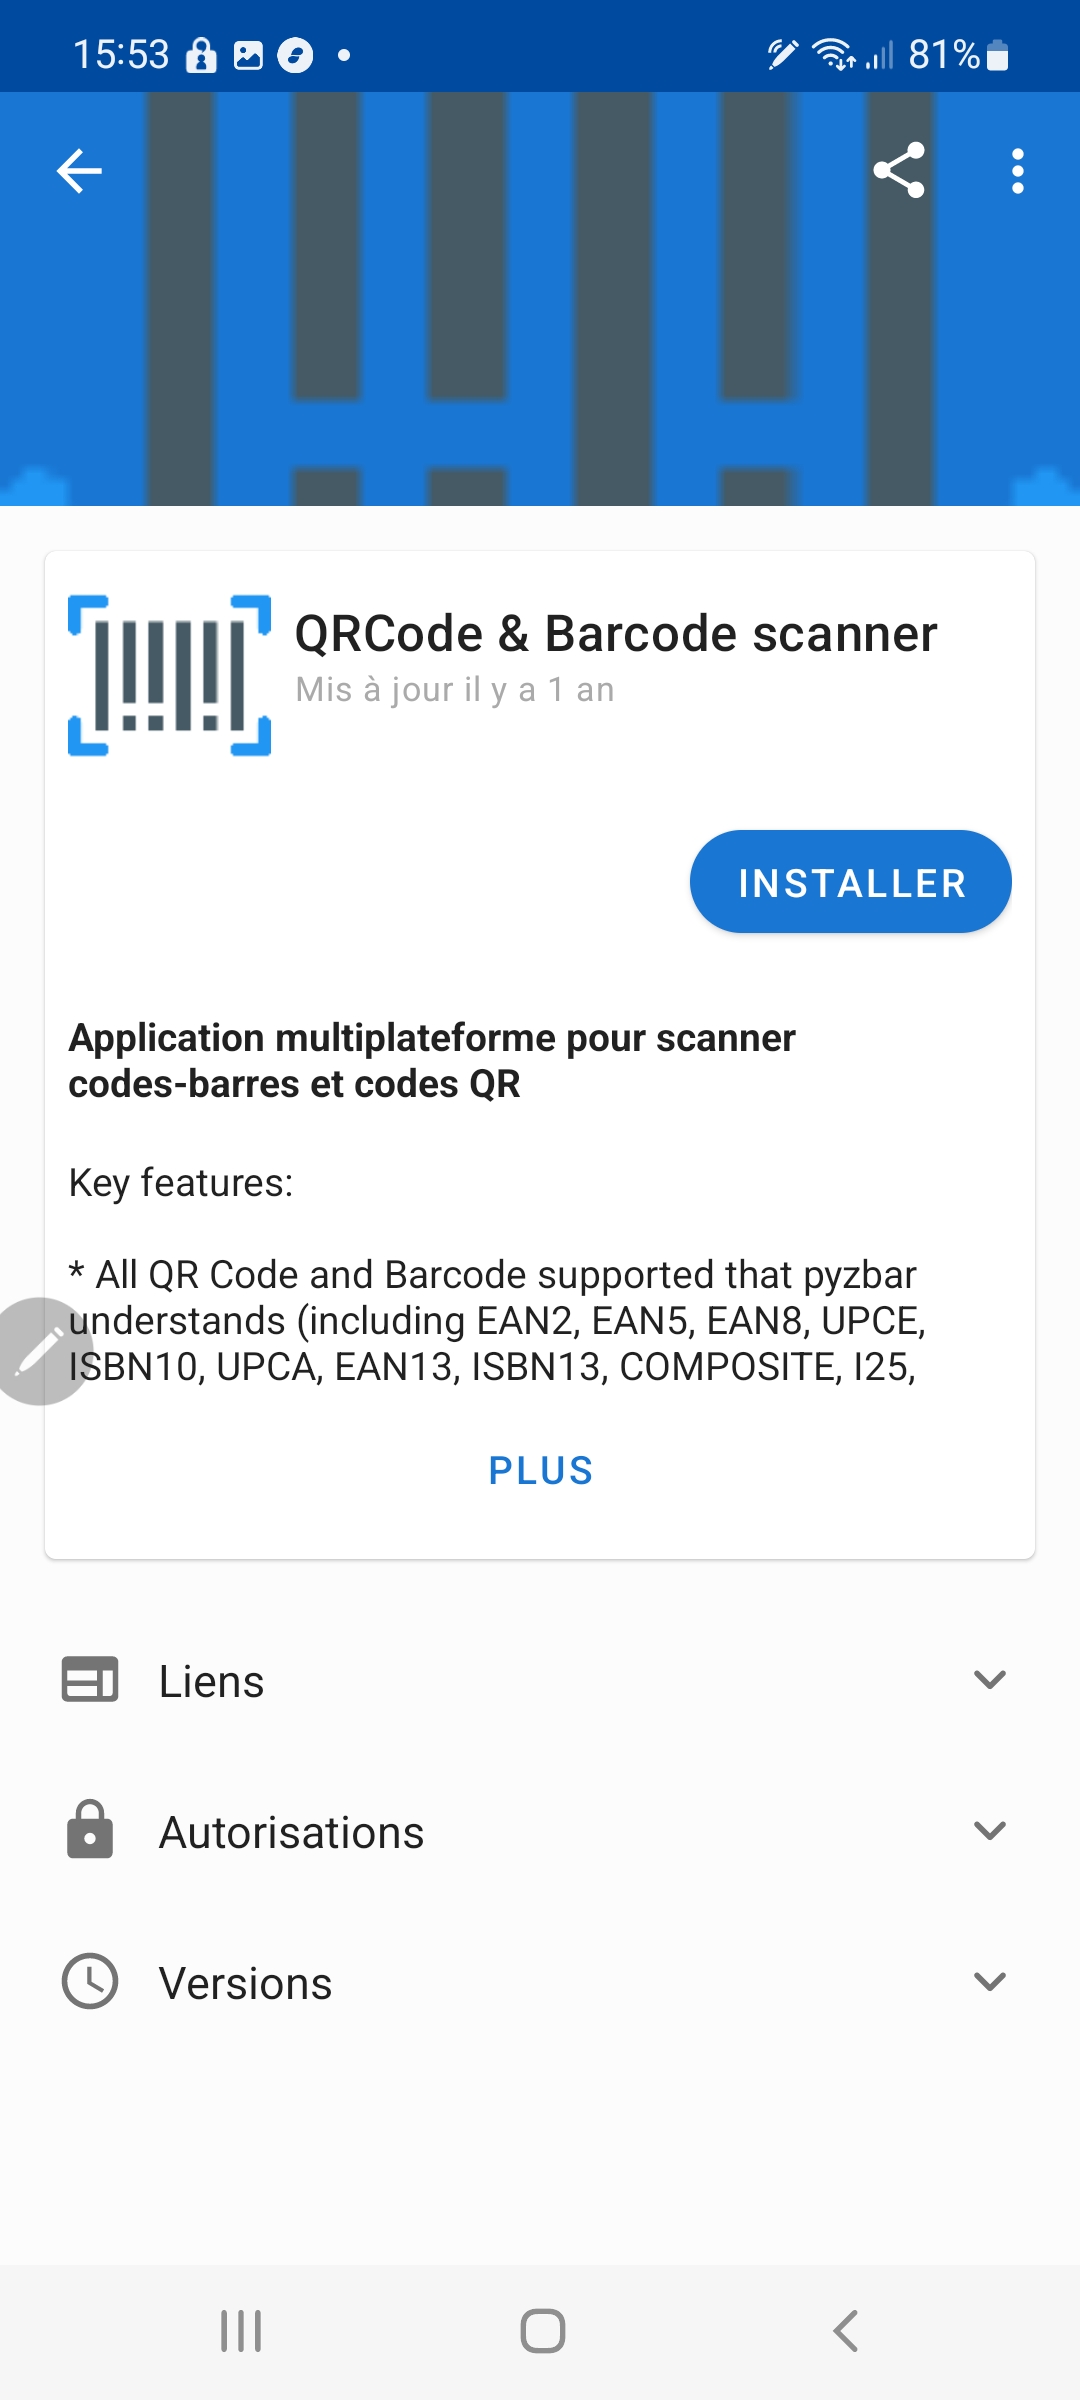 15:53
81%
QRCode & Barcode scanner
Mis à jour il y a 1 an
INSTALLER
Application multiplateforme pour scanner
codes-barres et codes QR
Key features:
* All QR Code and Barcode supported that pyzbar
understands (including EAN2, EAN5, EAN8, UPCE,
ISBN10, UPCA, EAN13, ISBN13, COMPOSITE, I25,
PLUS
Liens
Autorisations
Versions